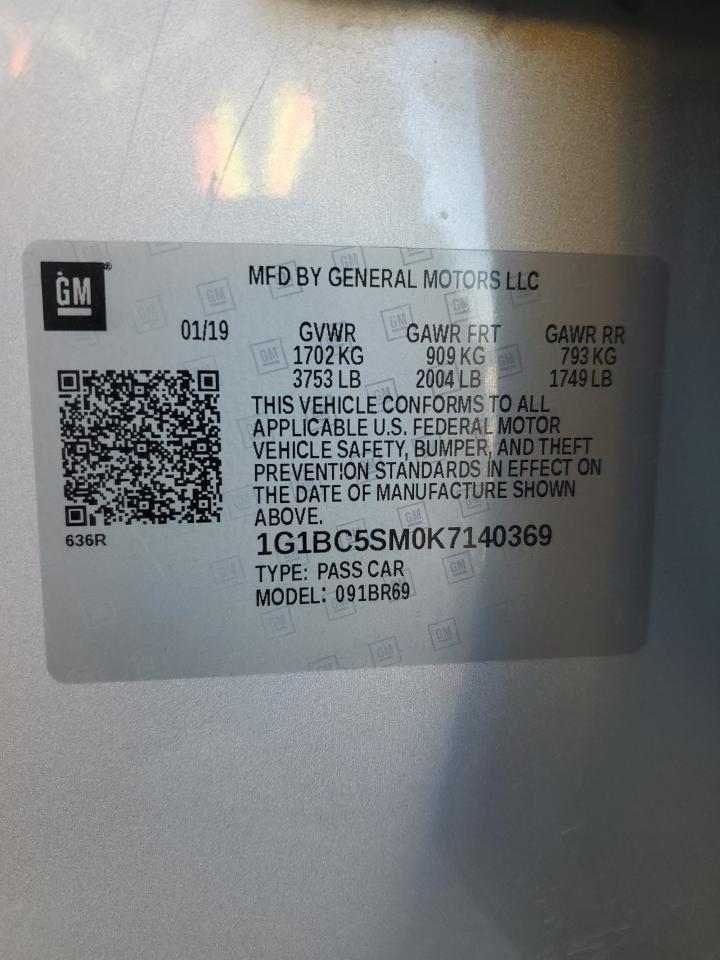 GM
MFD BY GENERAL MOTORS LLC
01/19 GVWR GAWR FRT GAWR RR
1702 KG 909 KG 793 KG
3753 LB 2004 LB 1749 LB
THIS VEHICLE CONFORMS TO ALL
APPLICABLE U.S. FEDERAL MOTOR
VEHICLE SAFETY, BUMPER, AND THEFT
PREVENTION STANDARDS IN EFFECT ON
THE DATE OF MANUFACTURE SHOWN
ABOVE.
636R
1G1BC5SM0K7140369
TYPE: PASS CAR
MODEL: 091BR69